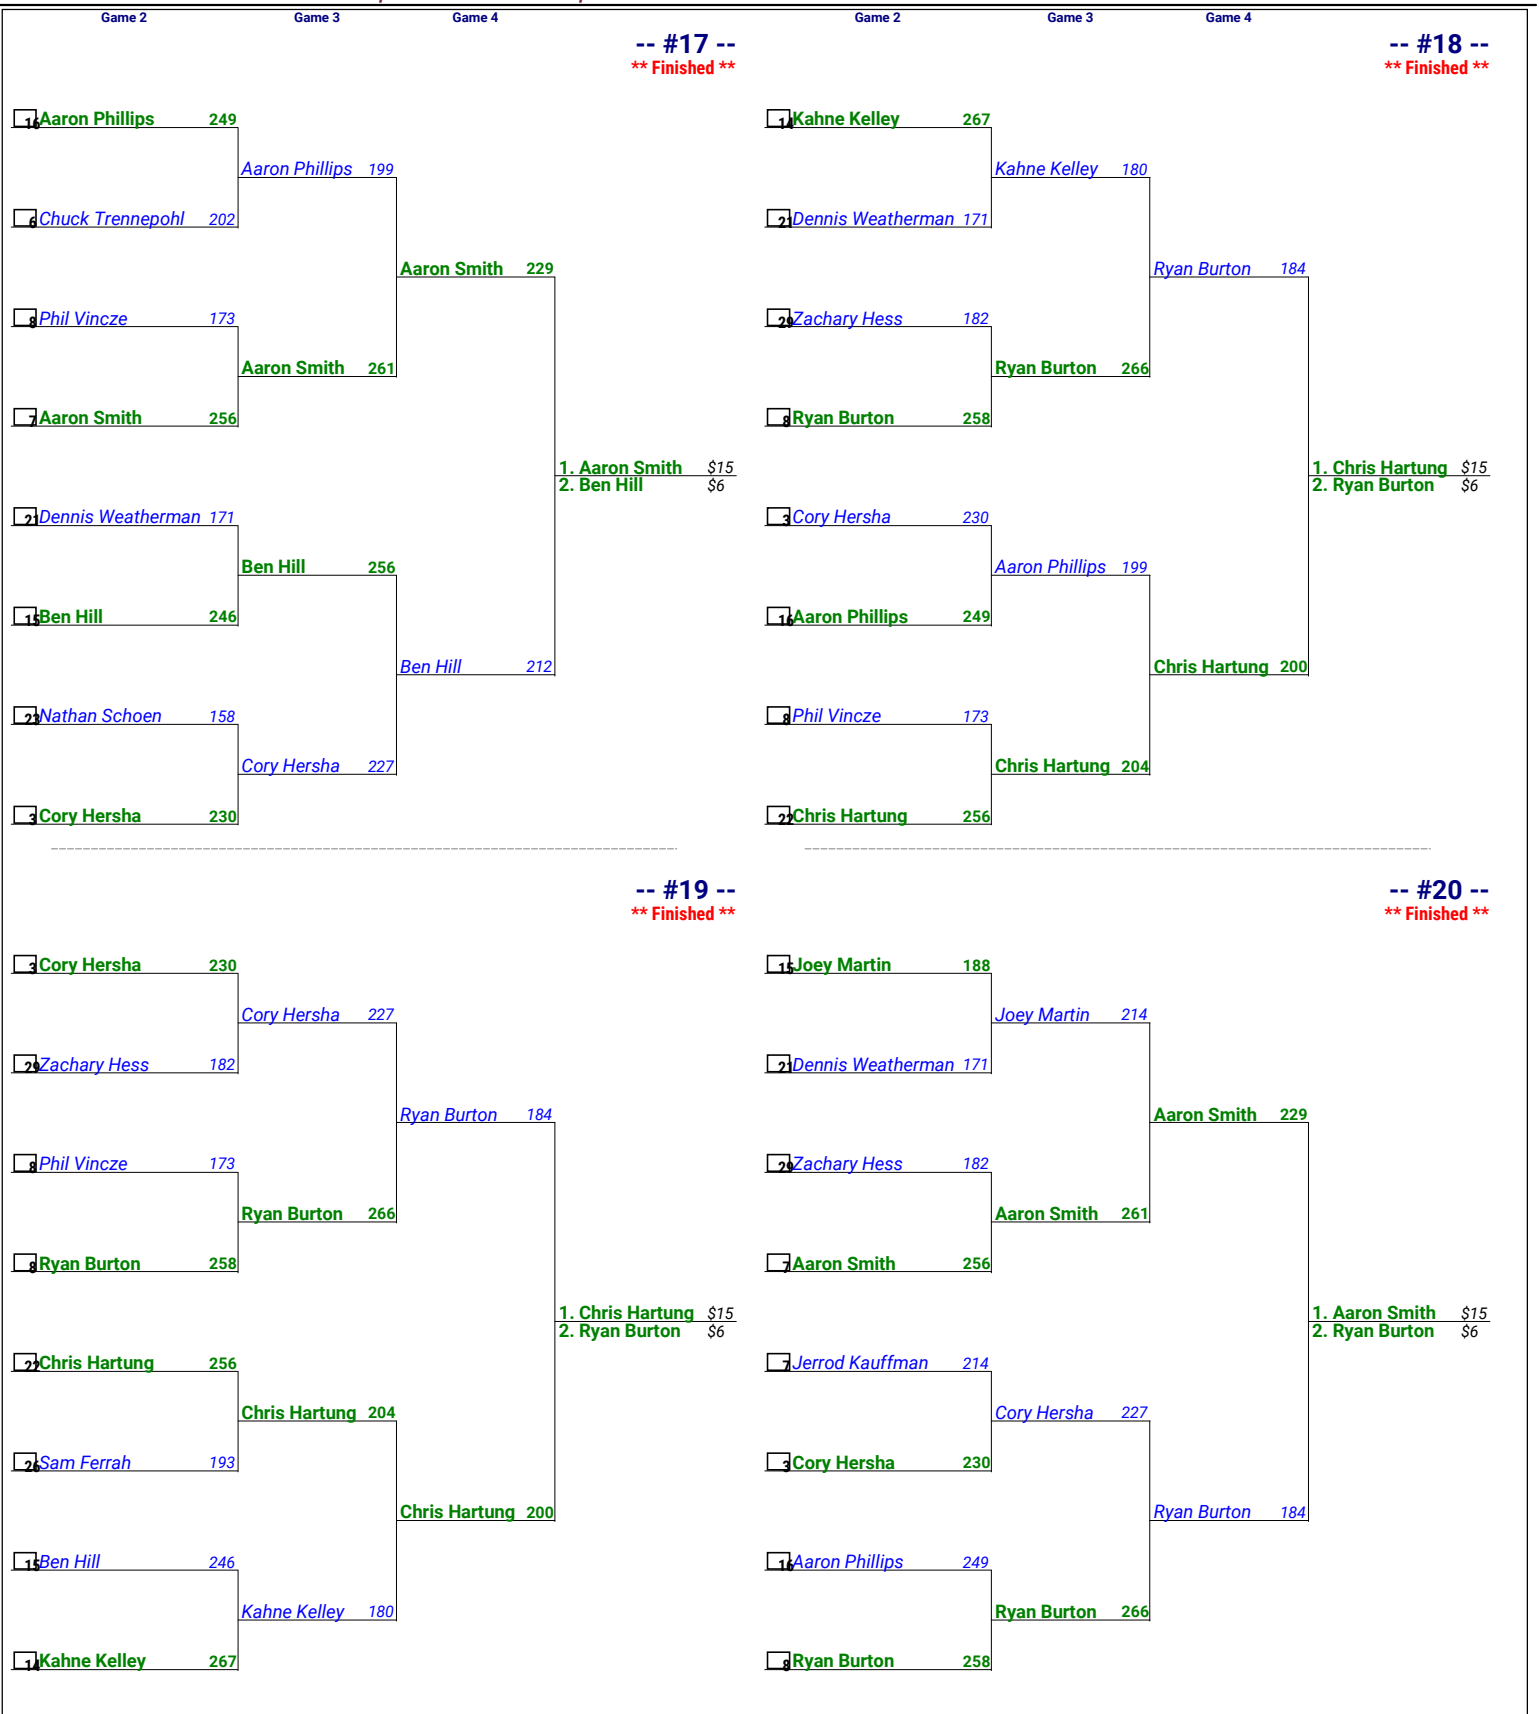 Game 2 Game 3 Game 4 Game 2 Game 3 Game 4
-- #17 --
** Finished **
16 Aaron Phillips 249
Aaron Phillips 199
6 Chuck Trennepohl 202
Aaron Smith 229
8 Phil Vincze 173
Aaron Smith 261
7 Aaron Smith 256
1. Aaron Smith $15
2. Ben Hill $6
21 Dennis Weatherman 171
Ben Hill 256
15 Ben Hill 246
Ben Hill 212
23 Nathan Schoen 158
Cory Hersha 227
3 Cory Hersha 230
-- #18 --
** Finished **
14 Kahne Kelley 267
Kahne Kelley 180
21 Dennis Weatherman 171
Ryan Burton 184
29 Zachary Hess 182
Ryan Burton 266
8 Ryan Burton 258
1. Chris Hartung $15
2. Ryan Burton $6
3 Cory Hersha 230
Aaron Phillips 199
16 Aaron Phillips 249
Chris Hartung 200
8 Phil Vincze 173
Chris Hartung 204
22 Chris Hartung 256
-- #19 --
** Finished **
3 Cory Hersha 230
Cory Hersha 227
29 Zachary Hess 182
Ryan Burton 184
8 Phil Vincze 173
Ryan Burton 266
8 Ryan Burton 258
1. Chris Hartung $15
2. Ryan Burton $6
22 Chris Hartung 256
Chris Hartung 204
26 Sam Ferrah 193
Chris Hartung 200
15 Ben Hill 246
Kahne Kelley 180
14 Kahne Kelley 267
-- #20 --
** Finished **
15 Joey Martin 188
Joey Martin 214
21 Dennis Weatherman 171
Aaron Smith 229
29 Zachary Hess 182
Aaron Smith 261
7 Aaron Smith 256
1. Aaron Smith $15
2. Ryan Burton $6
7 Jerrod Kauffman 214
Cory Hersha 227
3 Cory Hersha 230
Ryan Burton 184
16 Aaron Phillips 249
Ryan Burton 266
8 Ryan Burton 258